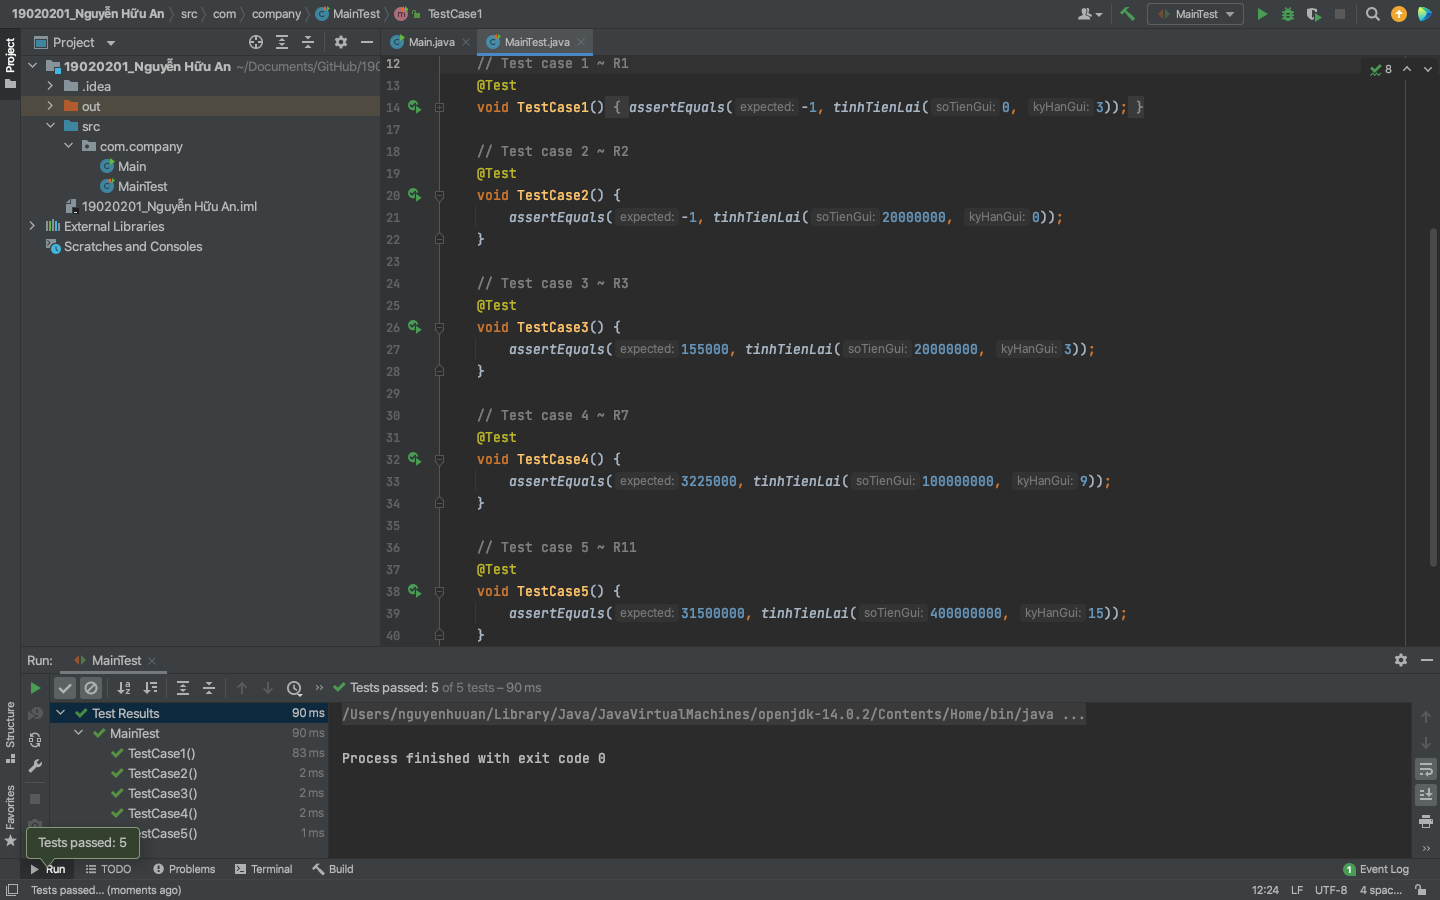 19020201_Nguyễn Hữu An
src
com
company
MainTest
TestCase1
MainTest
Project
Main.java
MainTest.java
Project
19020201_Nguyễn Hữu An ~/Documents/GitHub/190
.idea
out
src
com.company
Main
MainTest
19020201_Nguyễn Hữu An.iml
External Libraries
Scratches and Consoles
8
12 // Test case 1 ~ R1
13 @Test
14 void TestCase1() { assertEquals( expected: -1, tinhTienLai( soTienGui: 0, kyHanGui: 3)); }
17
18 // Test case 2 ~ R2
19 @Test
20 void TestCase2() {
21 assertEquals( expected: -1, tinhTienLai( soTienGui: 20000000, kyHanGui: 0));
22 }
23
24 // Test case 3 ~ R3
25 @Test
26 void TestCase3() {
27 assertEquals( expected: 155000, tinhTienLai( soTienGui: 20000000, kyHanGui: 3));
28 }
29
30 // Test case 4 ~ R7
31 @Test
32 void TestCase4() {
33 assertEquals( expected: 3225000, tinhTienLai( soTienGui: 100000000, kyHanGui: 9));
34 }
35
36 // Test case 5 ~ R11
37 @Test
38 void TestCase5() {
39 assertEquals( expected: 31500000, tinhTienLai( soTienGui: 400000000, kyHanGui: 15));
40 }
Structure
Favorites
Run: MainTest
Tests passed: 5 of 5 tests – 90 ms
Test Results 90 ms
MainTest 90 ms
TestCase1() 83 ms
TestCase2() 2 ms
TestCase3() 2 ms
TestCase4() 2 ms
stCase5() 1 ms
/Users/nguyenhuuan/Library/Java/JavaVirtualMachines/openjdk-14.0.2/Contents/Home/bin/java ...
Process finished with exit code 0
Tests passed: 5
Run
TODO
Problems
Terminal
Build
1 Event Log
Tests passed... (moments ago)
12:24 LF UTF-8 4 spac...